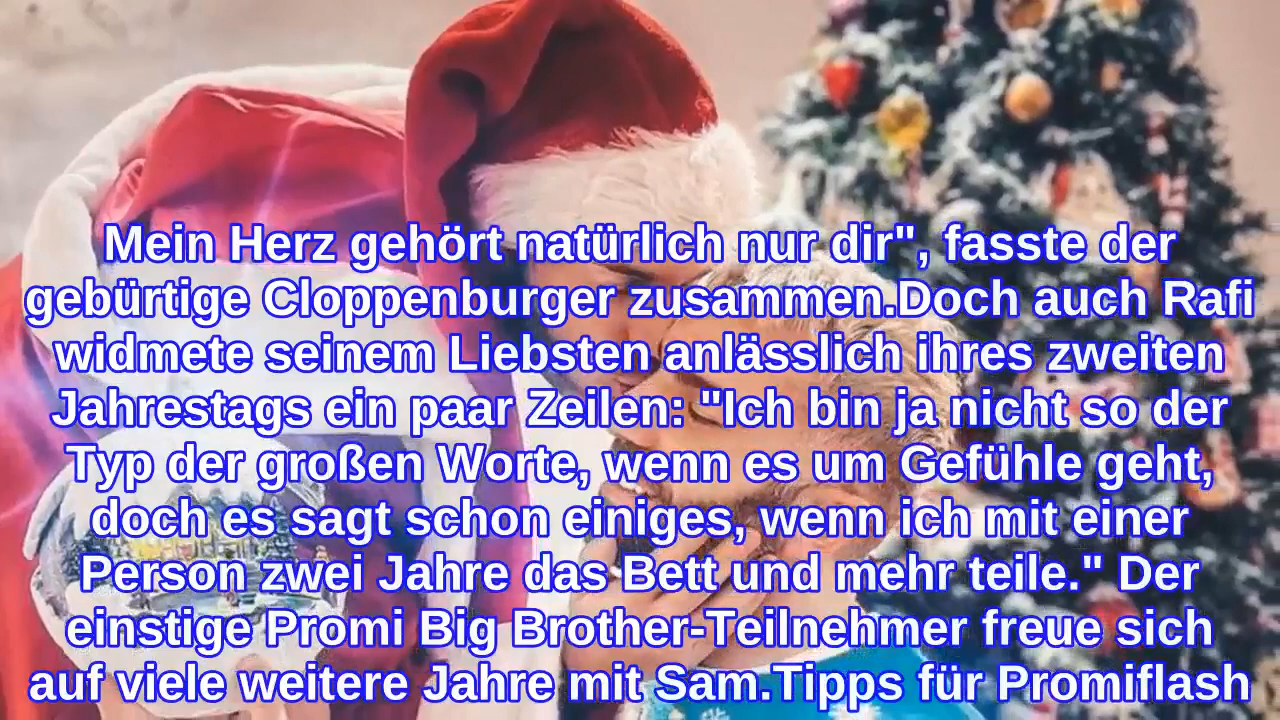 Mein Herz gehört natürlich nur dir", fasste der
gebürtige Cloppenburger zusammen.Doch auch Rafi
widmete seinem Liebsten anlässlich ihres zweiten
Jahrestags ein paar Zeilen: "Ich bin ja nicht so der
Typ der großen Worte, wenn es um Gefühle geht,
doch es sagt schon einiges, wenn ich mit einer
Person zwei Jahre das Bett und mehr teile." Der
einstige Promi Big Brother-Teilnehmer freue sich
auf viele weitere Jahre mit Sam.Tipps für Promiflash